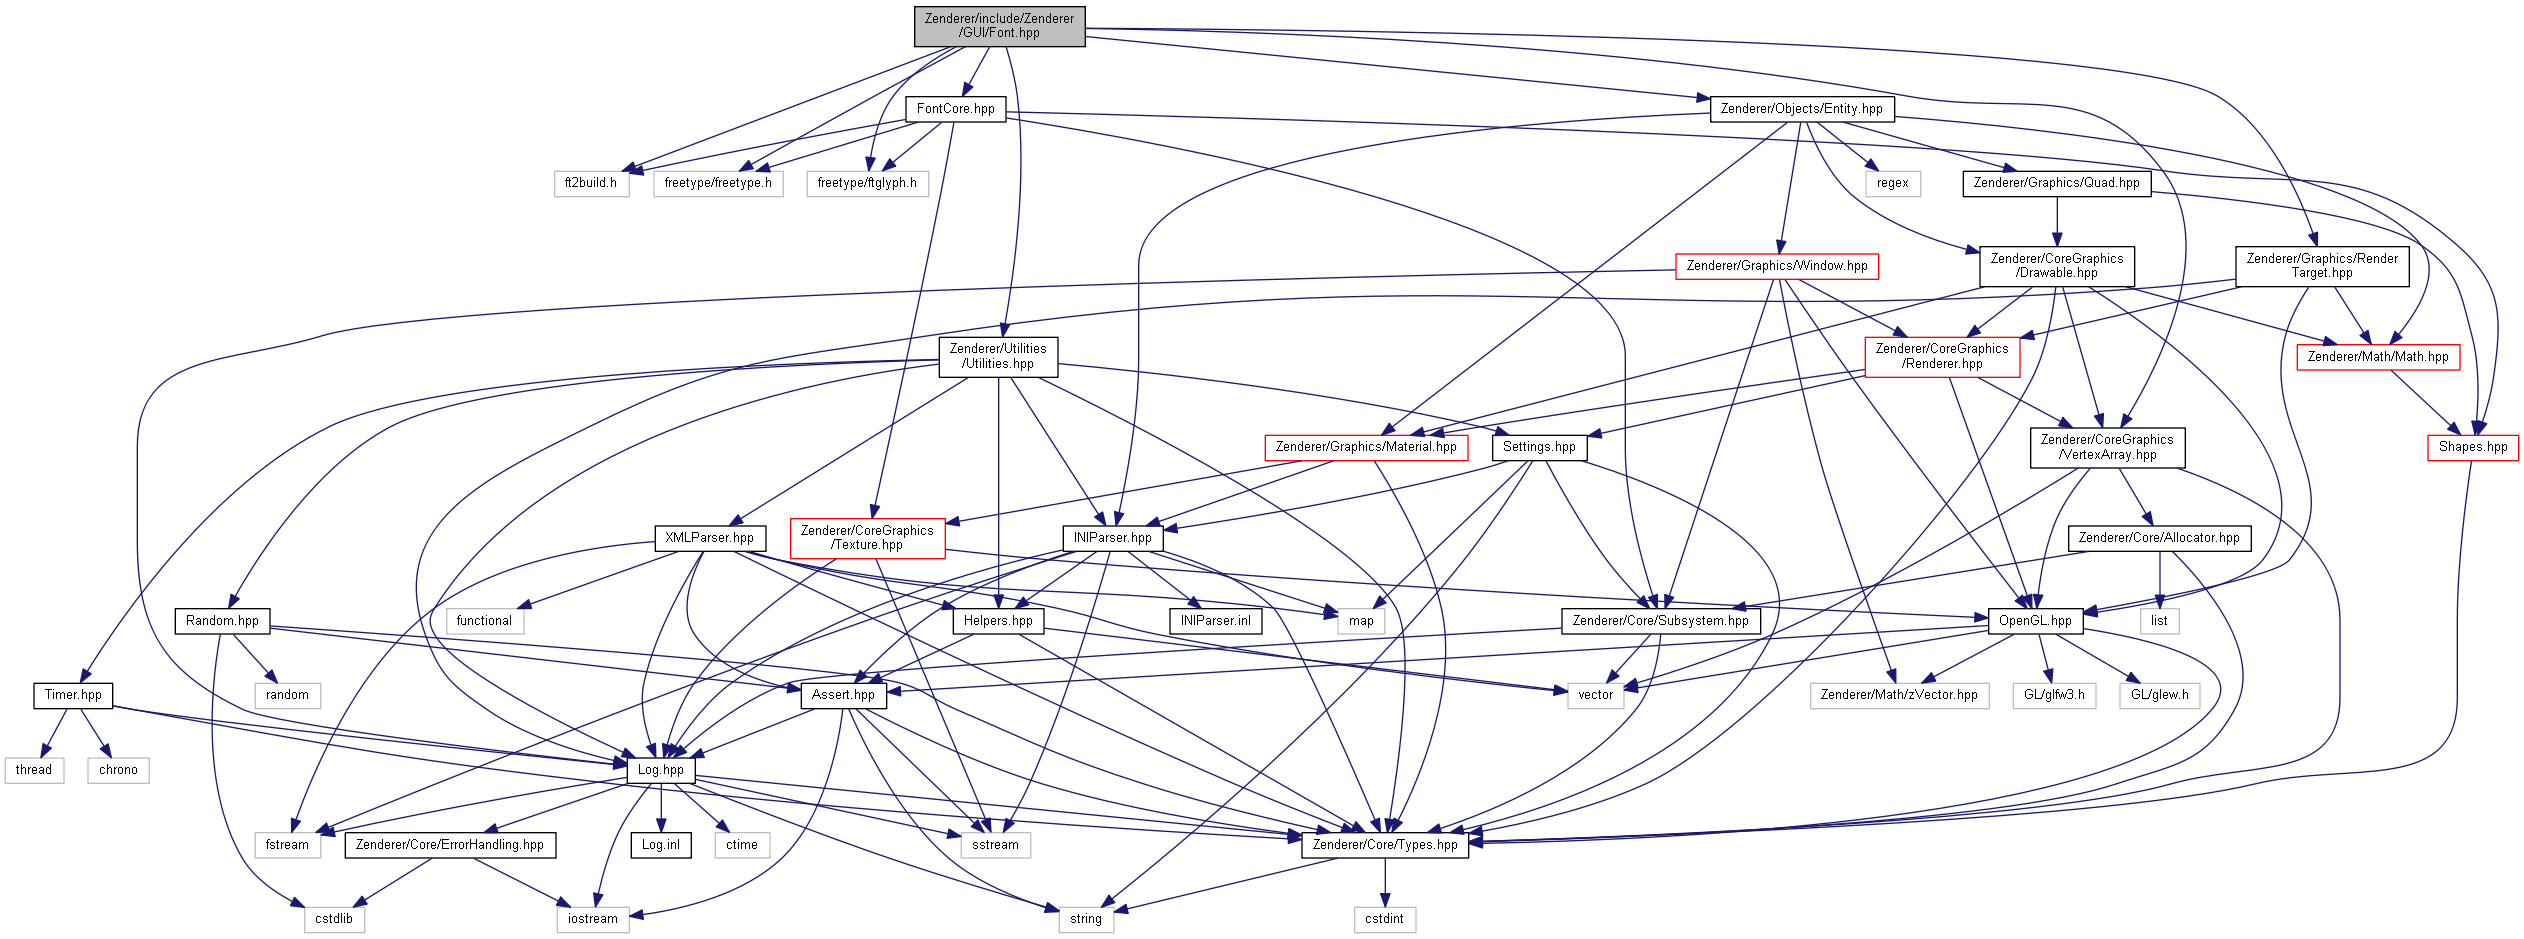 Zenderer/include/Zenderer
/GUI/Font.hpp
FontCore.hpp
Zenderer/Objects/Entity.hpp
ft2build.h
freetype/freetype.h
freetype/ftglyph.h
regex
Zenderer/Graphics/Quad.hpp
Zenderer/Graphics/Window.hpp
Zenderer/CoreGraphics
/Drawable.hpp
Zenderer/Graphics/Render
Target.hpp
Zenderer/Utilities
/Utilities.hpp
Zenderer/CoreGraphics
/Renderer.hpp
Zenderer/Math/Math.hpp
Zenderer/Graphics/Material.hpp
Settings.hpp
Zenderer/CoreGraphics
/VertexArray.hpp
Shapes.hpp
XMLParser.hpp
Zenderer/CoreGraphics
/Texture.hpp
INIParser.hpp
Zenderer/Core/Allocator.hpp
Random.hpp
functional
Helpers.hpp
INIParser.inl
map
Zenderer/Core/Subsystem.hpp
OpenGL.hpp
list
Timer.hpp
random
Assert.hpp
vector
Zenderer/Math/zVector.hpp
GL/glfw3.h
GL/glew.h
thread
chrono
Log.hpp
fstream
Zenderer/Core/ErrorHandling.hpp
Log.inl
ctime
sstream
Zenderer/Core/Types.hpp
cstdlib
iostream
string
cstdint